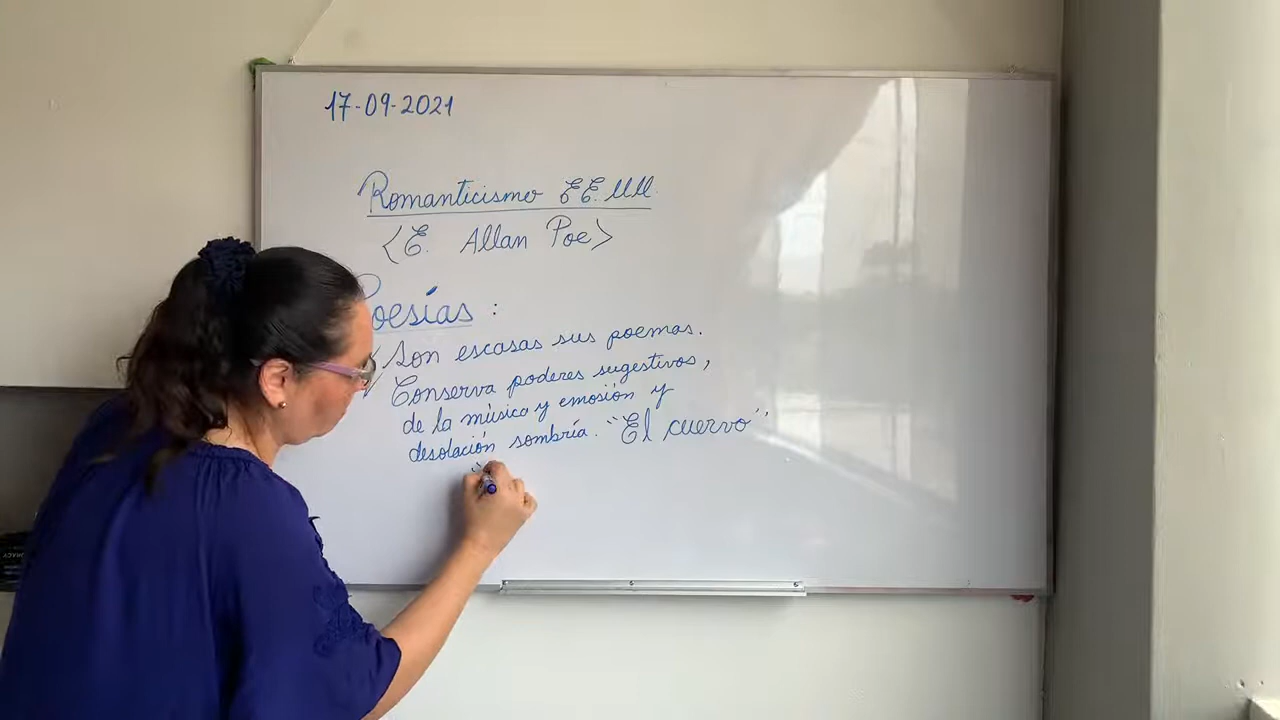 17-09-2021
Romanticismo EE.UU.
<E. Allan Poe>
Poesías :
Son escasas sus poemas.
Conserva poderes sugestivos,
de la música y emosión y
desolación sombría. "El cuervo"
"